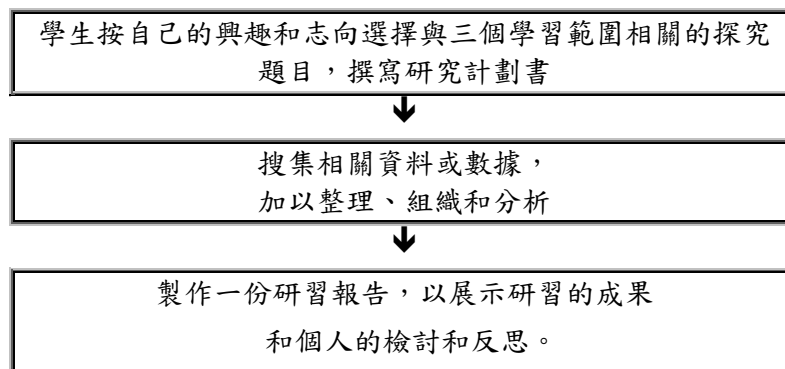 學生按自己的興趣和志向選擇與三個學習範圍相關的探究
題目，撰寫研究計劃書
搜集相關資料或數據，
加以整理、組織和分析
製作一份研習報告，以展示研習的成果
和個人的檢討和反思。